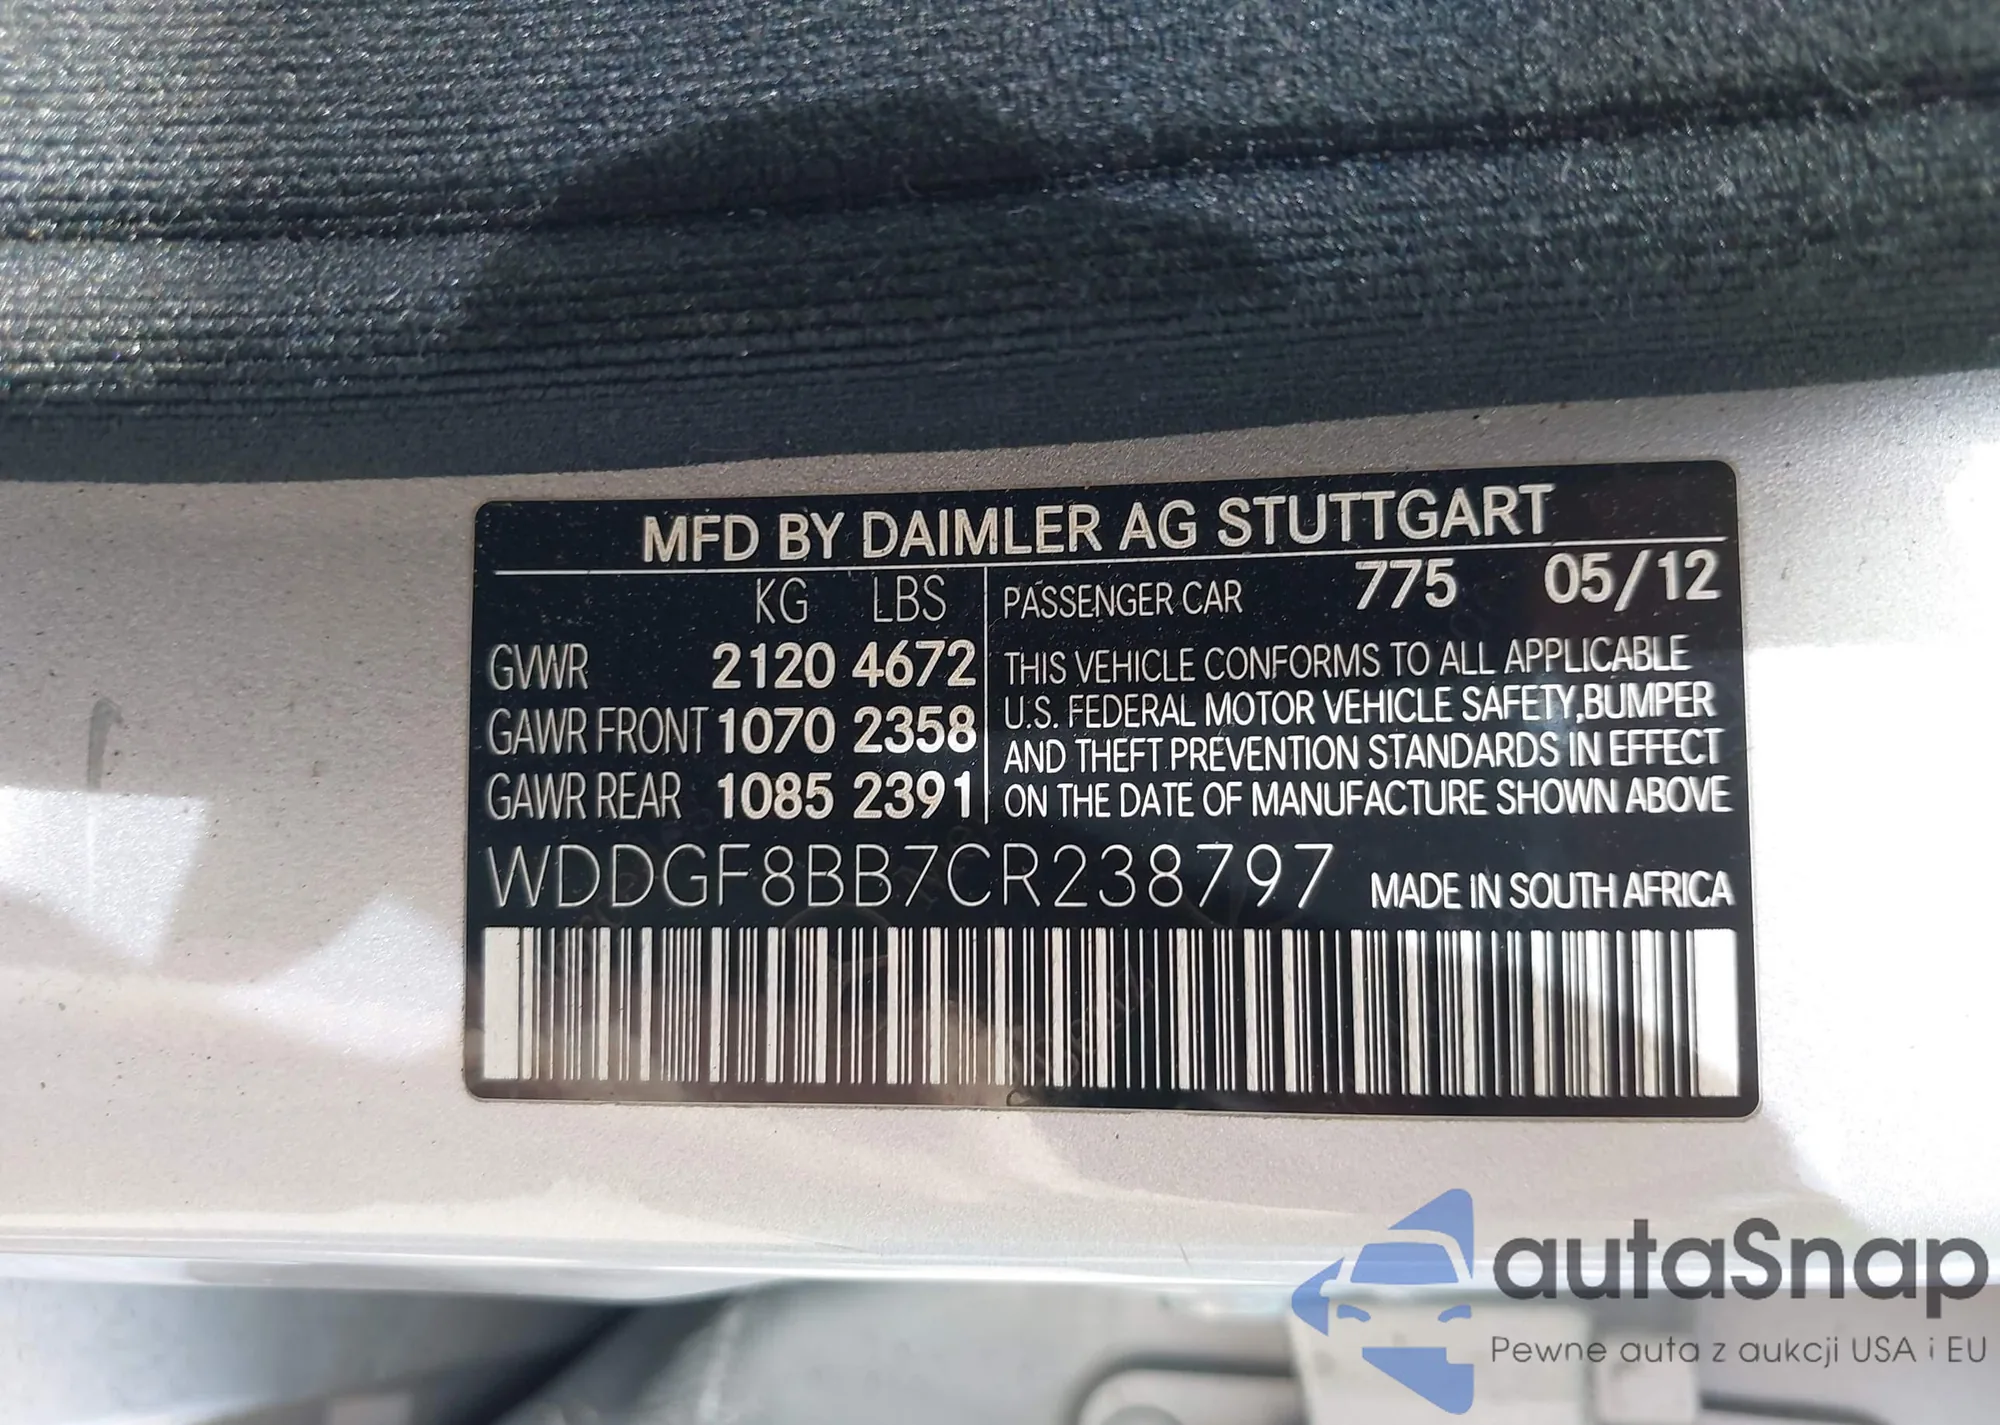 MFD BY DAIMLER AG STUTTGART
KG LBS
GVWR 2120 4672
GAWR FRONT 1070 2358
GAWR REAR 1085 2391
PASSENGER CAR 775 05/12
THIS VEHICLE CONFORMS TO ALL APPLICABLE
U.S. FEDERAL MOTOR VEHICLE SAFETY,BUMPER
AND THEFT PREVENTION STANDARDS IN EFFECT
ON THE DATE OF MANUFACTURE SHOWN ABOVE
WDDGF8BB7CR238797 MADE IN SOUTH AFRICA
autaSnap
Pewne auta z aukcji USA i EU